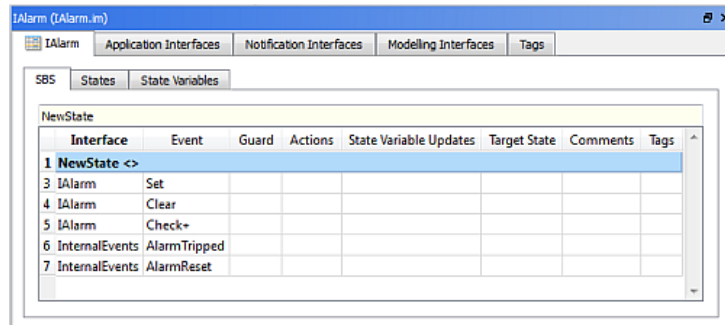 IAlarm (IAlarm.im)
IAlarm Application Interfaces Notification Interfaces Modelling Interfaces Tags
SBS States State Variables
NewState
Interface Event Guard Actions State Variable Updates Target State Comments Tags
1 NewState <>
3 IAlarm Set
4 IAlarm Clear
5 IAlarm Check+
6 InternalEvents AlarmTripped
7 InternalEvents AlarmReset